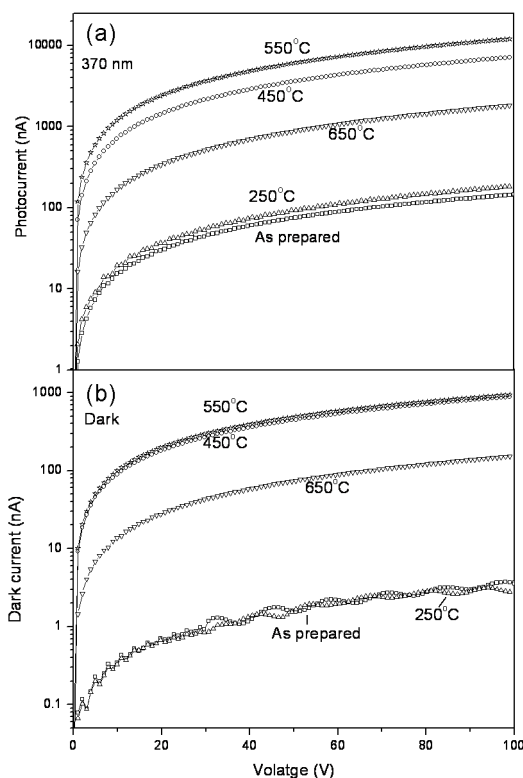 (a)
370 nm
550°C
450°C
650°C
250°C
As prepared
Photocurrent (nA)
10000
1000
100
10
1
(b)
Dark
550°C
450°C
650°C
250°C
As prepared
Dark current (nA)
1000
100
10
1
0.1
0 20 40 60 80 100
Volatge (V)